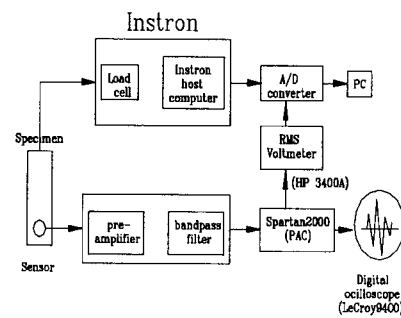 Instron
Load
cell
Instron
host
computer
A/D
converter
PC
Specimen
RMS
Voltmeter
(HP 3400A)
pre-
amplifier
bandpass
filter
Spartan2000
(PAC)
Sensor
Digital
ocilloscope
(LeCroy9400)